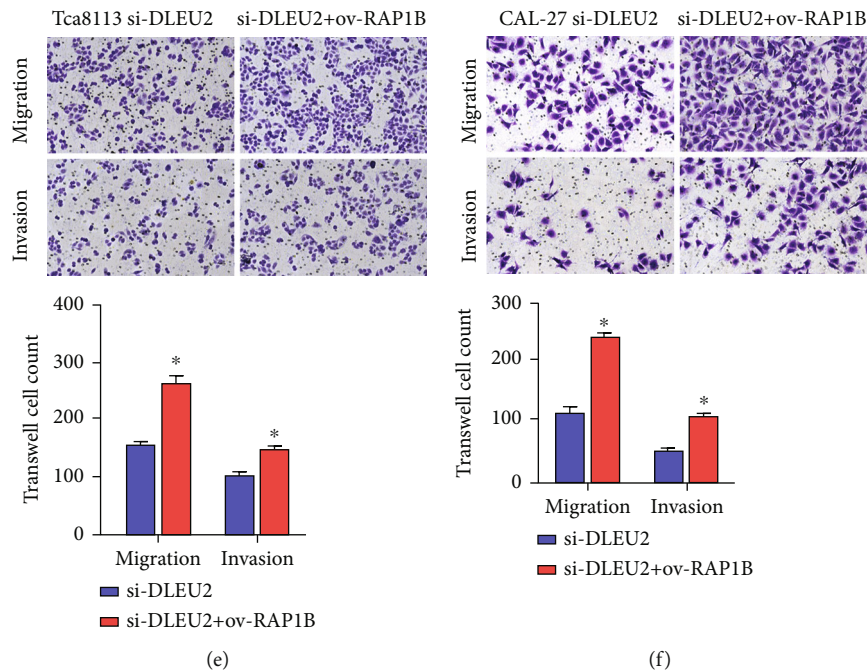 Tca8113 si-DLEU2 si-DLEU2+ov-RAP1B
Migration
Invasion
400
300
200
100
0
Transwell cell count
*
*
Migration Invasion
si-DLEU2
si-DLEU2+ov-RAP1B
(e)
CAL-27 si-DLEU2 si-DLEU2+ov-RAP1B
Migration
Invasion
300
200
100
0
Transwell cell count
*
*
Migration Invasion
si-DLEU2
si-DLEU2+ov-RAP1B
(f)